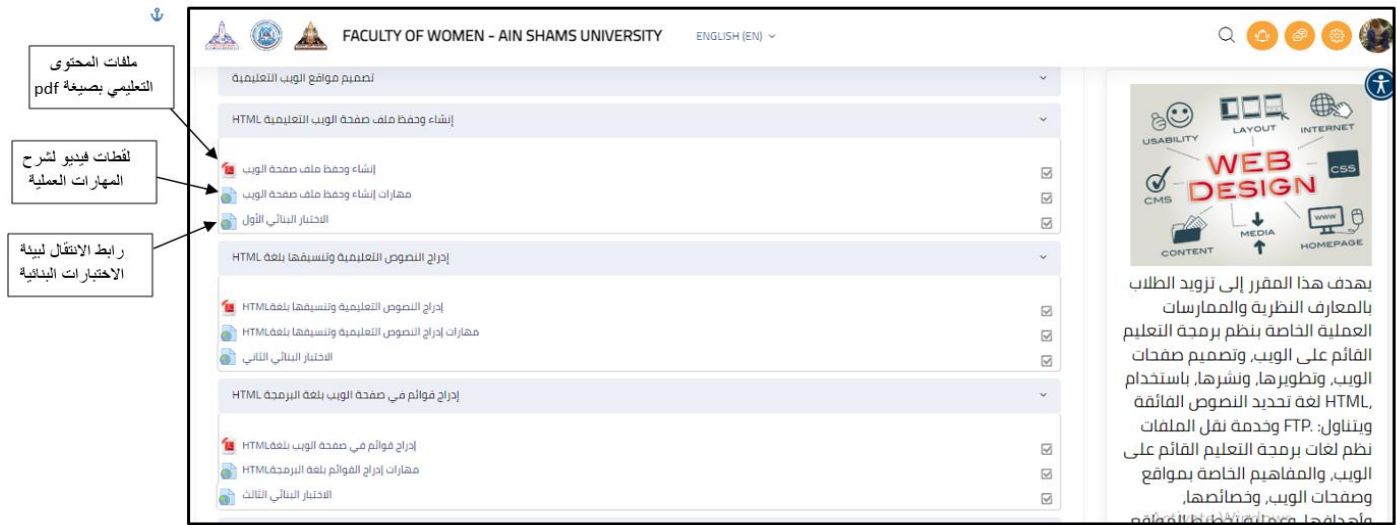 FACULTY OF WOMEN - AIN SHAMS UNIVERSITY
ENGLISH (EN)
ملفات المحتوى
التعليمي بصيغة pdf
لقطات فيديو لشرح
المهارات العملية
رابط الانتقال لبيئة
الاختبارات البنائية
تصميم مواقع الويب التعليمية
إنشاء وحفظ ملف صفحة الويب التعليمية HTML
إنشاء وحفظ ملف صفحة الويب
مهارات إنشاء وحفظ ملف صفحة الويب
الاختبار البنائي الأول
إدراج النصوص التعليمية وتنسيقها بلغة HTML
إدراج النصوص التعليمية وتنسيقها بلغةHTML
مهارات إدراج النصوص التعليمية وتنسيقها بلغةHTML
الاختبار البنائي الثاني
إدراج قوائم في صفحة الويب بلغة البرمجة HTML
إدراج قوائم في صفحة الويب بلغةHTML
مهارات إدراج القوائم بلغة البرمجةHTML
الاختبار البنائي الثالث
USABILITY
LAYOUT
INTERNET
WEB
DESIGN
CSS
CMS
MEDIA
WWW
CONTENT
HOMEPAGE
يهدف هذا المقرر إلى تزويد الطلاب
بالمعارف النظرية والممارسات
العملية الخاصة بنظم برمجة التعليم
القائم على الويب، وتصميم صفحات
الويب، وتطويرها، ونشرها، باستخدام
HTML, لغة تحديد النصوص الفائقة
ويتناول: .FTP وخدمة نقل الملفات
نظم لغات برمجة التعليم القائم على
الويب، والمفاهيم الخاصة بمواقع
وصفحات الويب، وخصائصها،